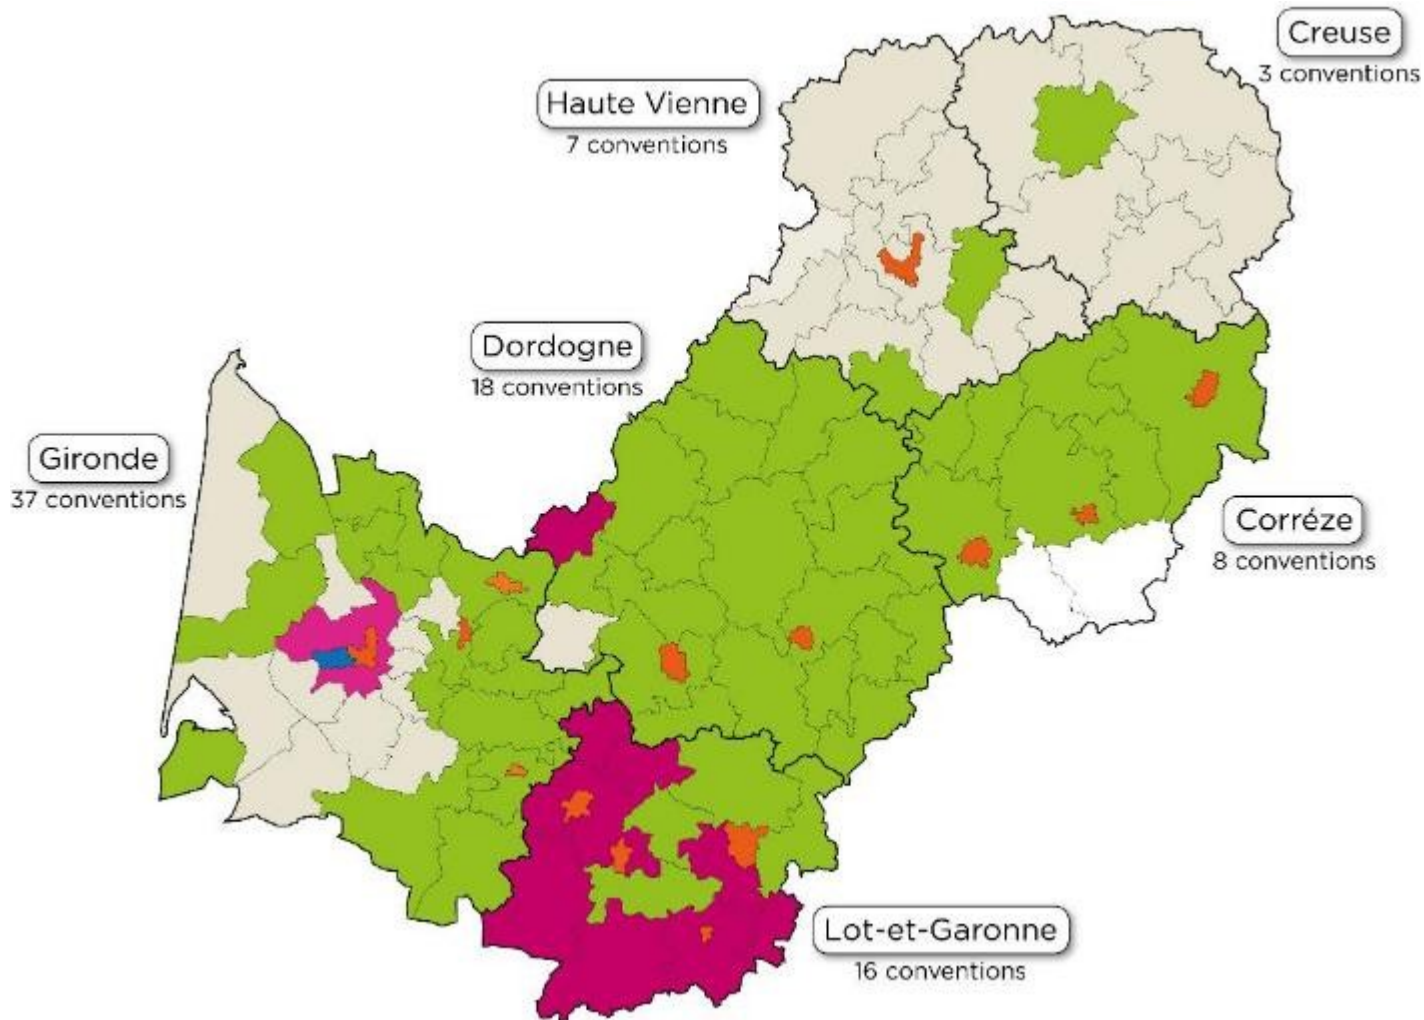 Creuse
3 conventions
Haute Vienne
7 conventions
Dordogne
18 conventions
Gironde
37 conventions
Corréze
8 conventions
Lot-et-Garonne
16 conventions